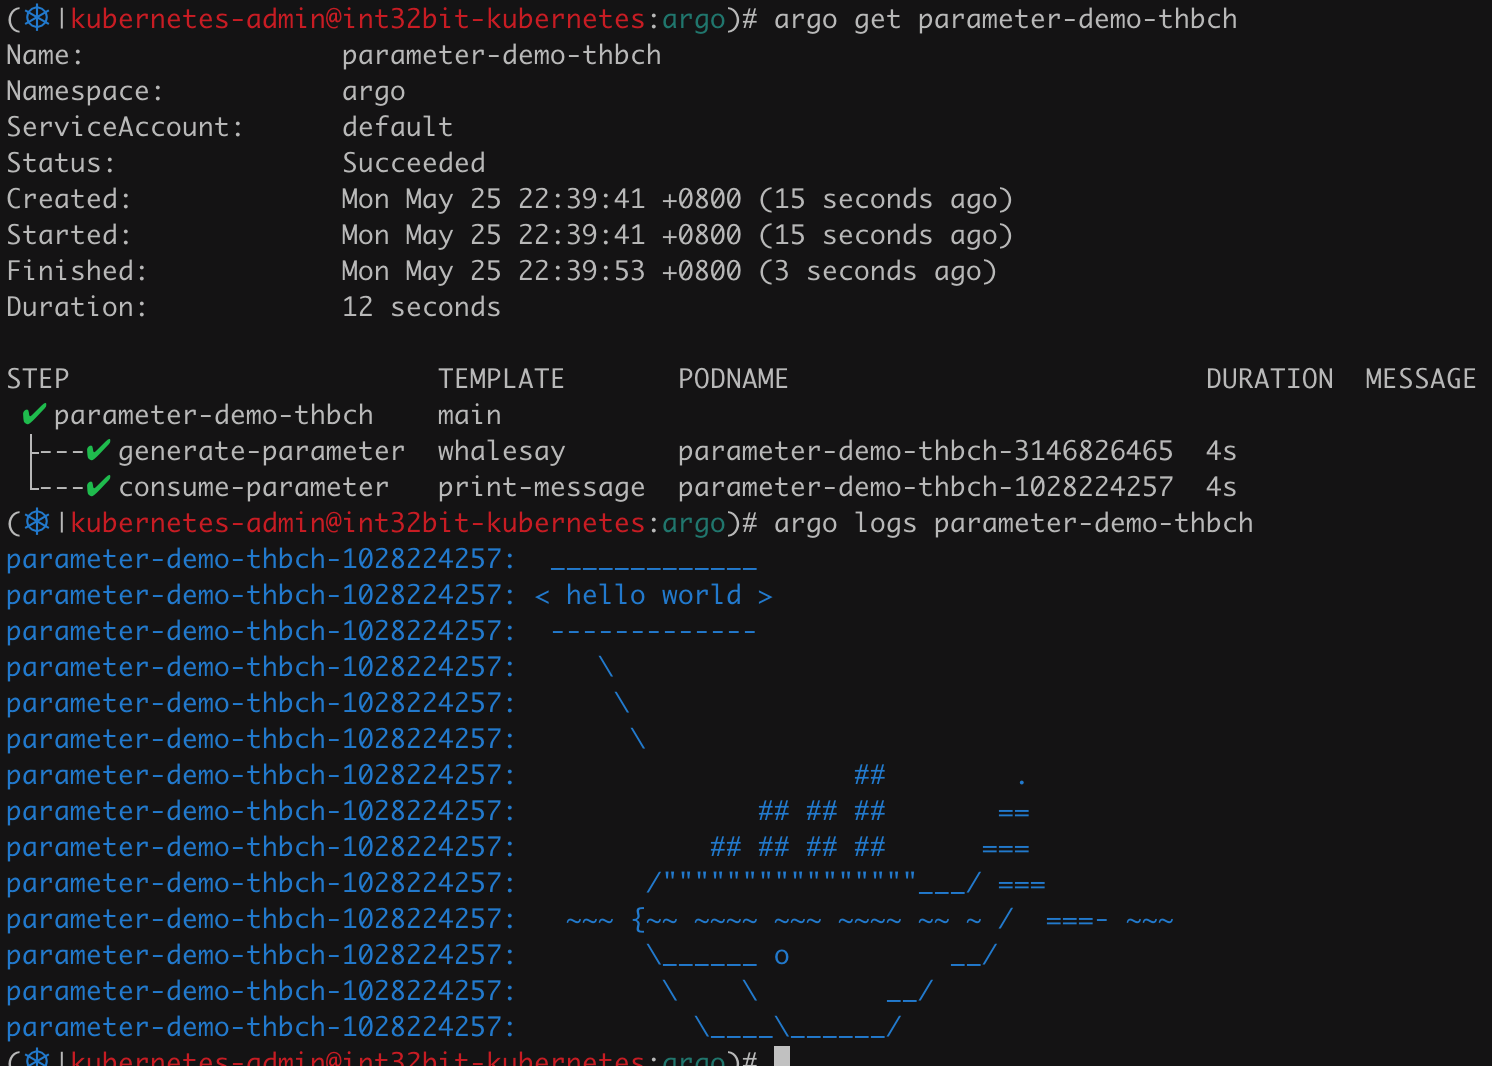 (⎈|kubernetes-admin@int32bit-kubernetes:argo)# argo get parameter-demo-thbch
Name:                parameter-demo-thbch
Namespace:           argo
ServiceAccount:      default
Status:              Succeeded
Created:             Mon May 25 22:39:41 +0800 (15 seconds ago)
Started:             Mon May 25 22:39:41 +0800 (15 seconds ago)
Finished:            Mon May 25 22:39:53 +0800 (3 seconds ago)
Duration:            12 seconds

STEP                       TEMPLATE       PODNAME                          DURATION  MESSAGE
 ✔ parameter-demo-thbch    main
 ├---✔ generate-parameter  whalesay       parameter-demo-thbch-3146826465  4s
 └---✔ consume-parameter   print-message  parameter-demo-thbch-1028224257  4s
(⎈|kubernetes-admin@int32bit-kubernetes:argo)# argo logs parameter-demo-thbch
parameter-demo-thbch-1028224257:  _____________
parameter-demo-thbch-1028224257: < hello world >
parameter-demo-thbch-1028224257:  -------------
parameter-demo-thbch-1028224257:     \
parameter-demo-thbch-1028224257:      \
parameter-demo-thbch-1028224257:       \
parameter-demo-thbch-1028224257:                     ##        .
parameter-demo-thbch-1028224257:               ## ## ##       ==
parameter-demo-thbch-1028224257:            ## ## ## ##      ===
parameter-demo-thbch-1028224257:        /""""""""""""""""___/ ===
parameter-demo-thbch-1028224257:   ~~~ {~~ ~~~~ ~~~ ~~~~ ~~ ~ /  ===- ~~~
parameter-demo-thbch-1028224257:        \______ o          __/
parameter-demo-thbch-1028224257:         \    \        __/
parameter-demo-thbch-1028224257:           \____\______/
(⎈|kubernetes-admin@int32bit-kubernetes:argo)#